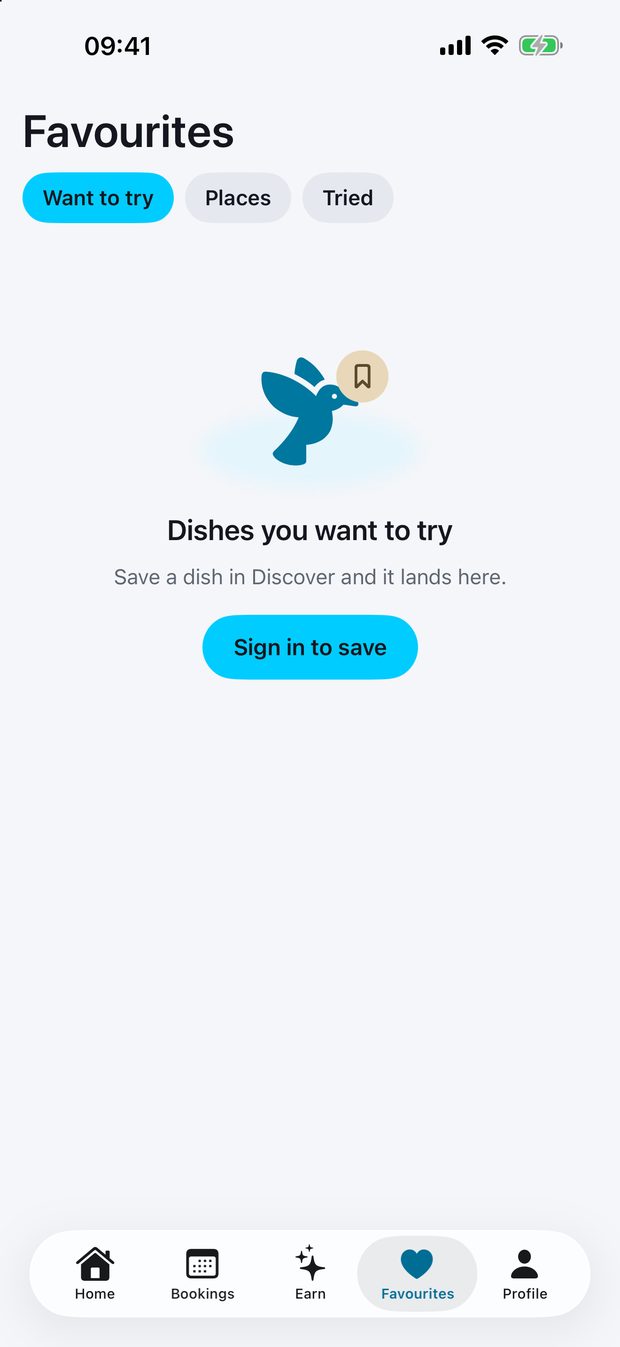 09:41
Favourites
Want to try Places Tried
Dishes you want to try
Save a dish in Discover and it lands here.
Sign in to save
Home Bookings Earn Favourites Profile